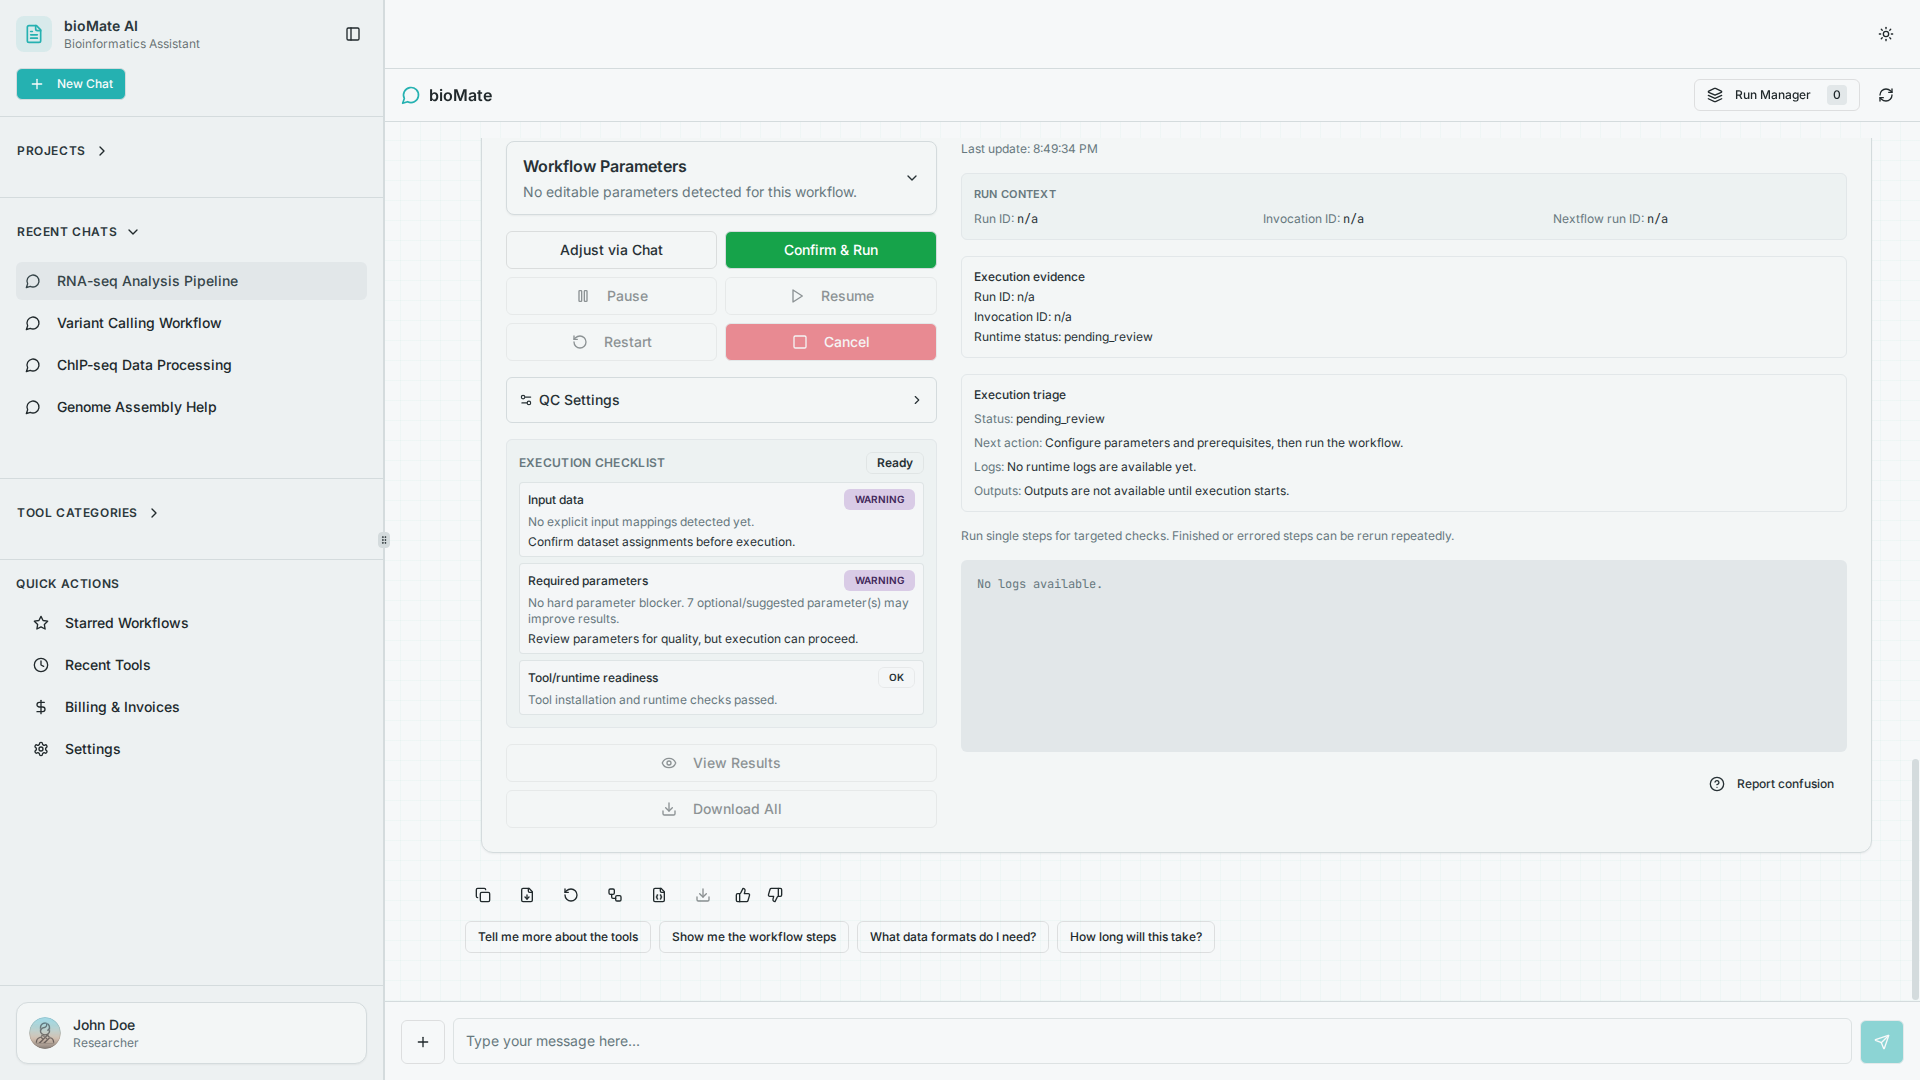 bioMate AI
Bioinformatics Assistant
New Chat
PROJECTS
RECENT CHATS
RNA-seq Analysis Pipeline
Variant Calling Workflow
ChIP-seq Data Processing
Genome Assembly Help
TOOL CATEGORIES
QUICK ACTIONS
Starred Workflows
Recent Tools
Billing & Invoices
Settings
John Doe
Researcher
bioMate
Run Manager 0
Workflow Parameters
No editable parameters detected for this workflow.
Adjust via Chat
Confirm & Run
Pause
Resume
Restart
Cancel
QC Settings
EXECUTION CHECKLIST
Ready
Input data
WARNING
No explicit input mappings detected yet.
Confirm dataset assignments before execution.
Required parameters
WARNING
No hard parameter blocker. 7 optional/suggested parameter(s) may
improve results.
Review parameters for quality, but execution can proceed.
Tool/runtime readiness
OK
Tool installation and runtime checks passed.
View Results
Download All
Last update: 8:49:34 PM
RUN CONTEXT
Run ID: n/a
Invocation ID: n/a
Nextflow run ID: n/a
Execution evidence
Run ID: n/a
Invocation ID: n/a
Runtime status: pending_review
Execution triage
Status: pending_review
Next action: Configure parameters and prerequisites, then run the workflow.
Logs: No runtime logs are available yet.
Outputs: Outputs are not available until execution starts.
Run single steps for targeted checks. Finished or errored steps can be rerun repeatedly.
No logs available.
Report confusion
Tell me more about the tools
Show me the workflow steps
What data formats do I need?
How long will this take?
Type your message here...